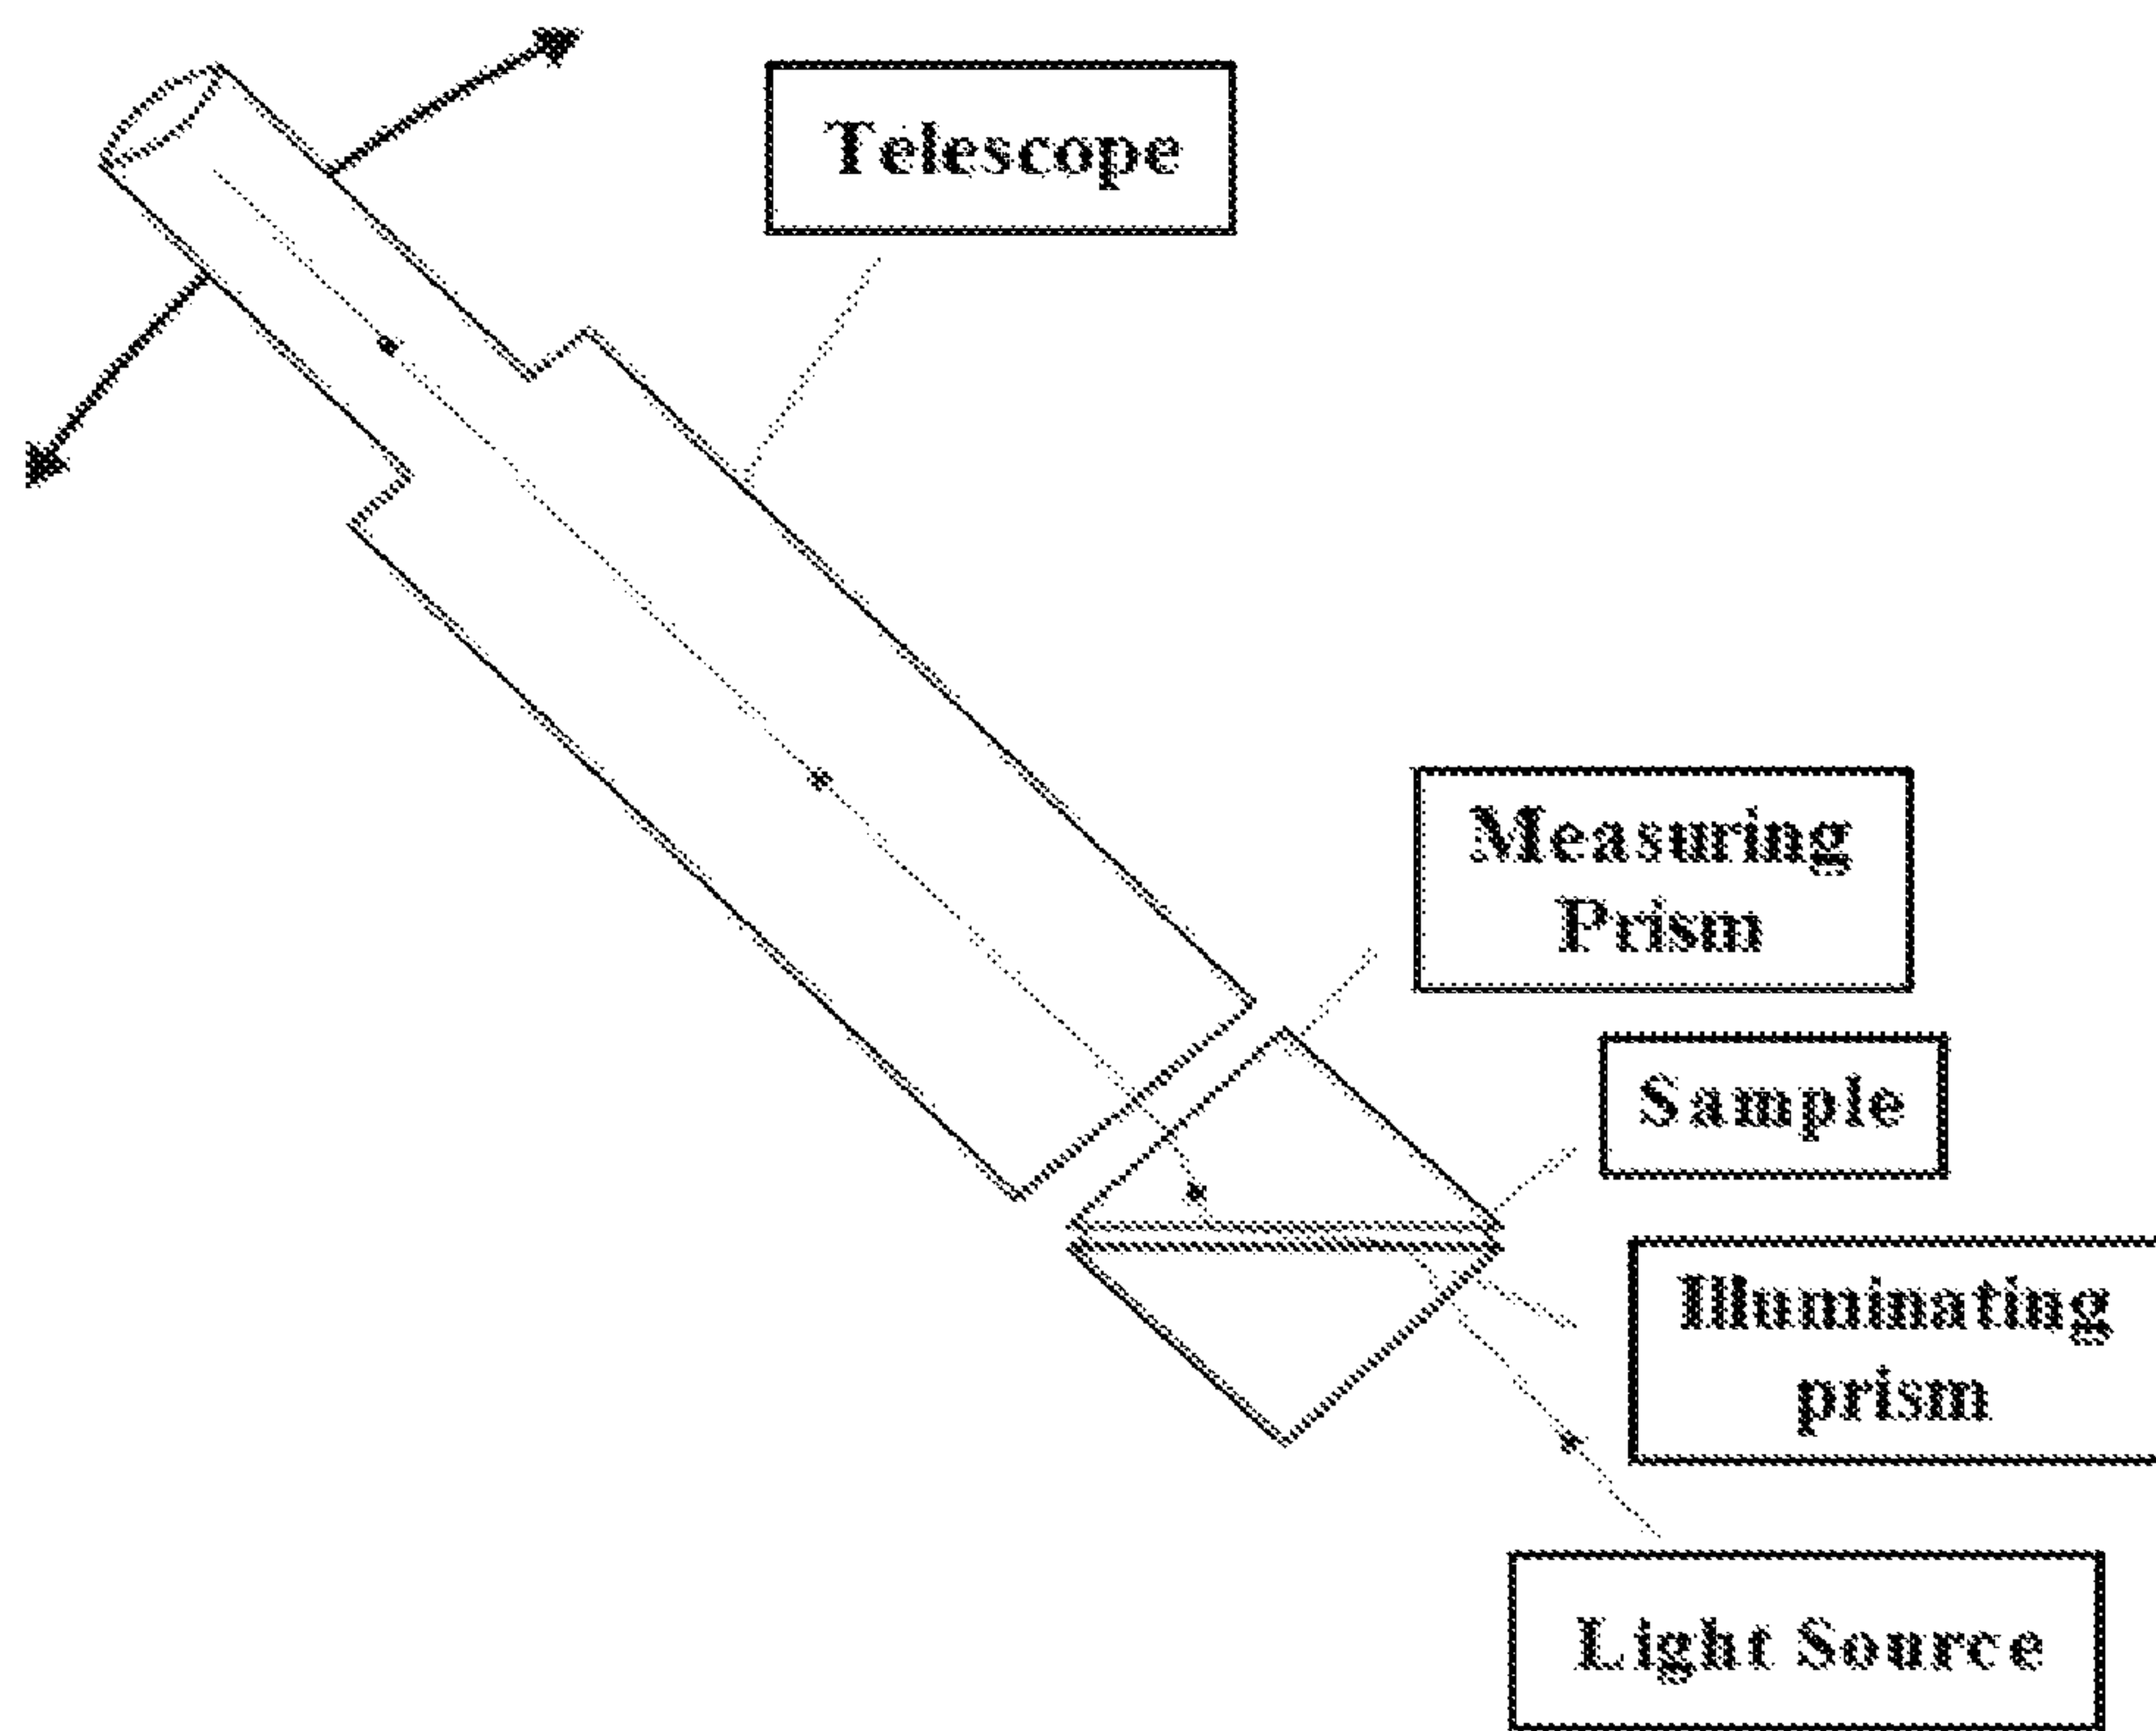 Telescope
Measuring
Prism
Sample
Illuminating
prism
Light Source